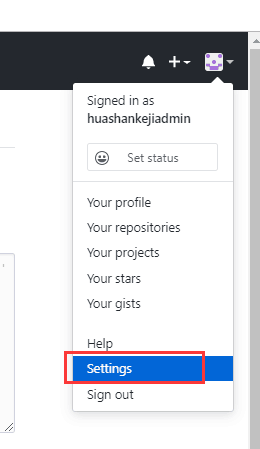 Signed in as
huashankejiadmin
Set status
Your profile
Your repositories
Your projects
Your stars
Your gists
Help
Settings
Sign out